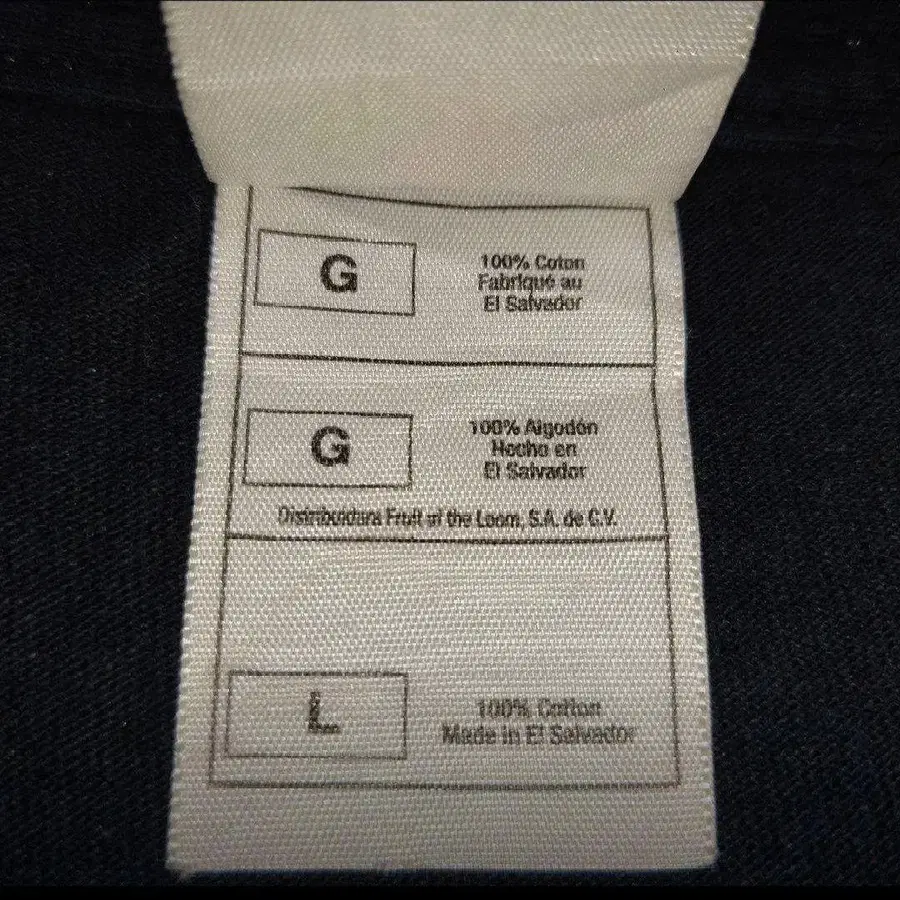 G
100% Coton
Fabriqué au
El Salvador
G
100% Algodón
Hecho en
El Salvador
Distribuidora Fruit of the Loom, S.A. de C.V.
L
100% Cotton
Made in El Salvador